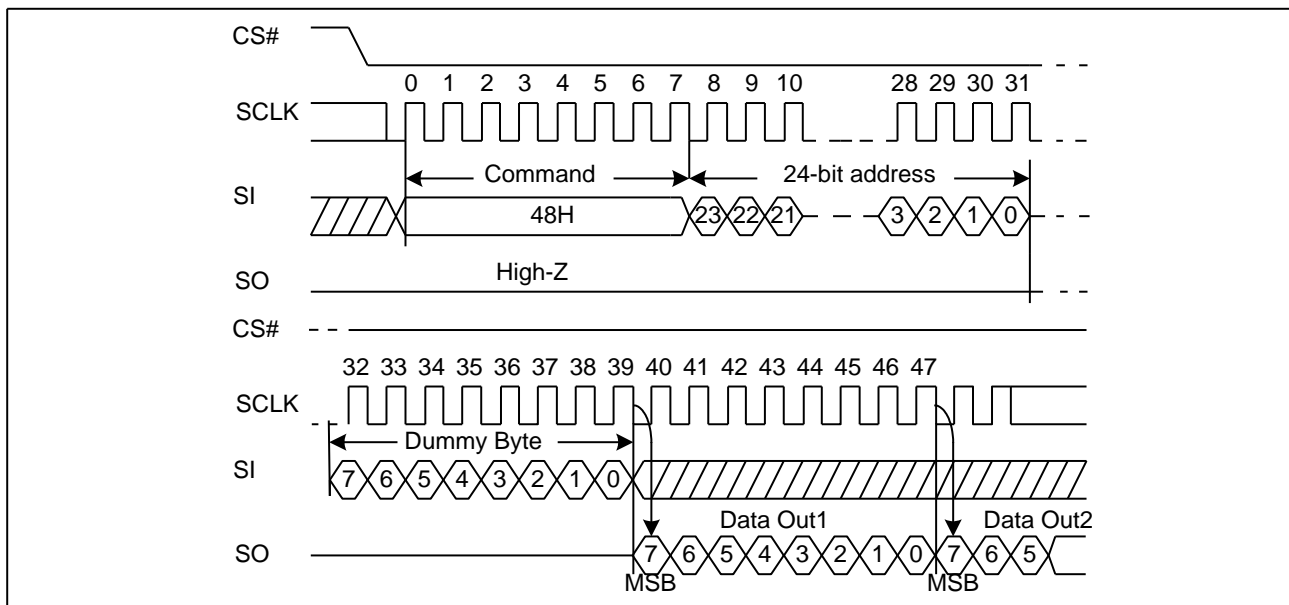 CS#
0 1 2 3 4 5 6 7 8 9 10 28 29 30 31
SCLK
Command 24-bit address
SI
48H 23 22 21 3 2 1 0
High-Z
SO
CS#
32 33 34 35 36 37 38 39 40 41 42 43 44 45 46 47
SCLK
Dummy Byte
SI
7 6 5 4 3 2 1 0
Data Out1 Data Out2
SO
7 6 5 4 3 2 1 0 7 6 5
MSB MSB